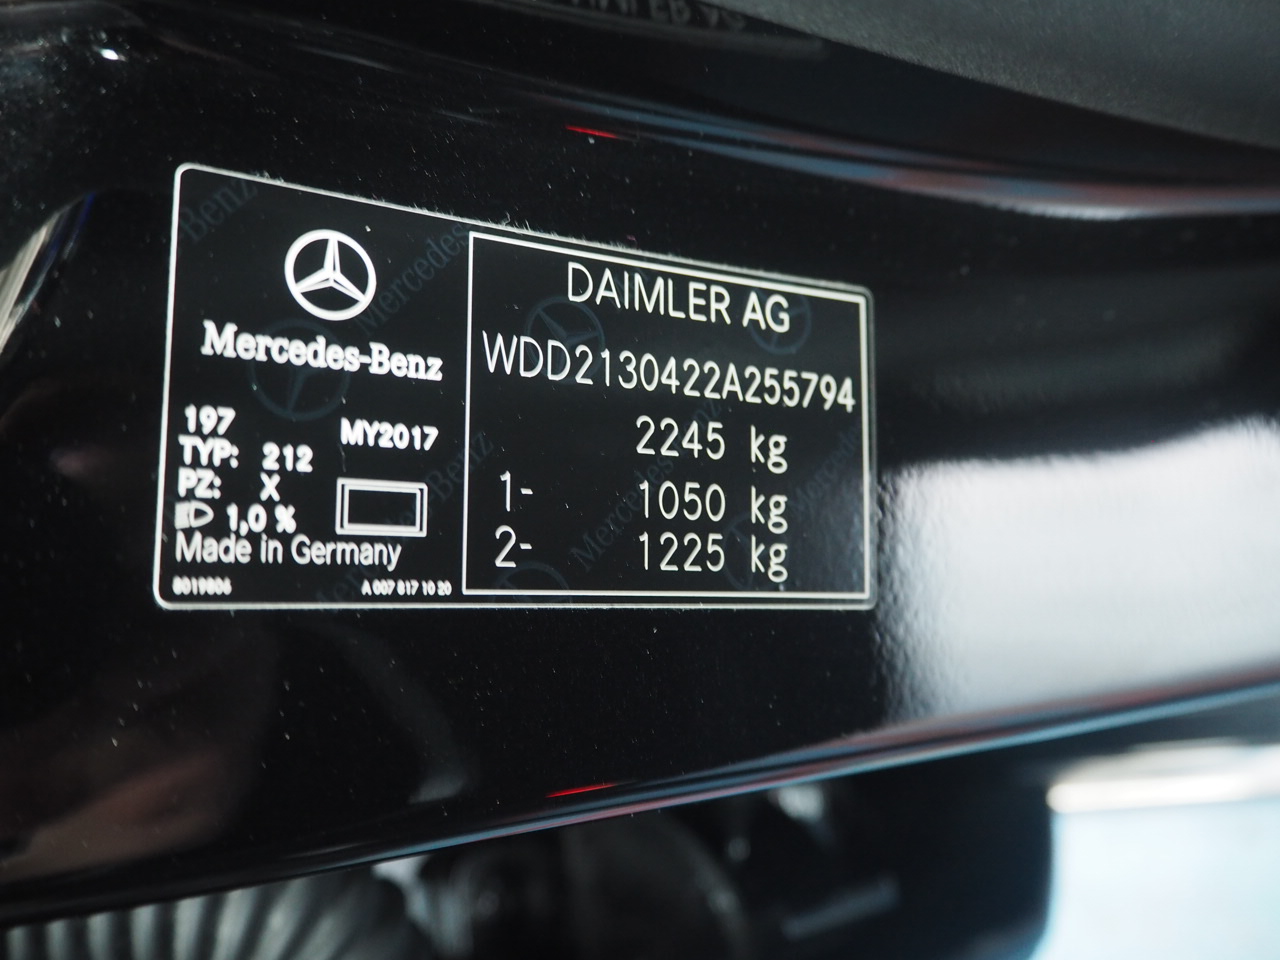 Mercedes-Benz
197
MY2017
TYP: 212
PZ: X
1,0 %
Made in Germany
8019806
A 007 817 10 20
DAIMLER AG
WDD2130422A255794
2245 kg
1- 1050 kg
2- 1225 kg